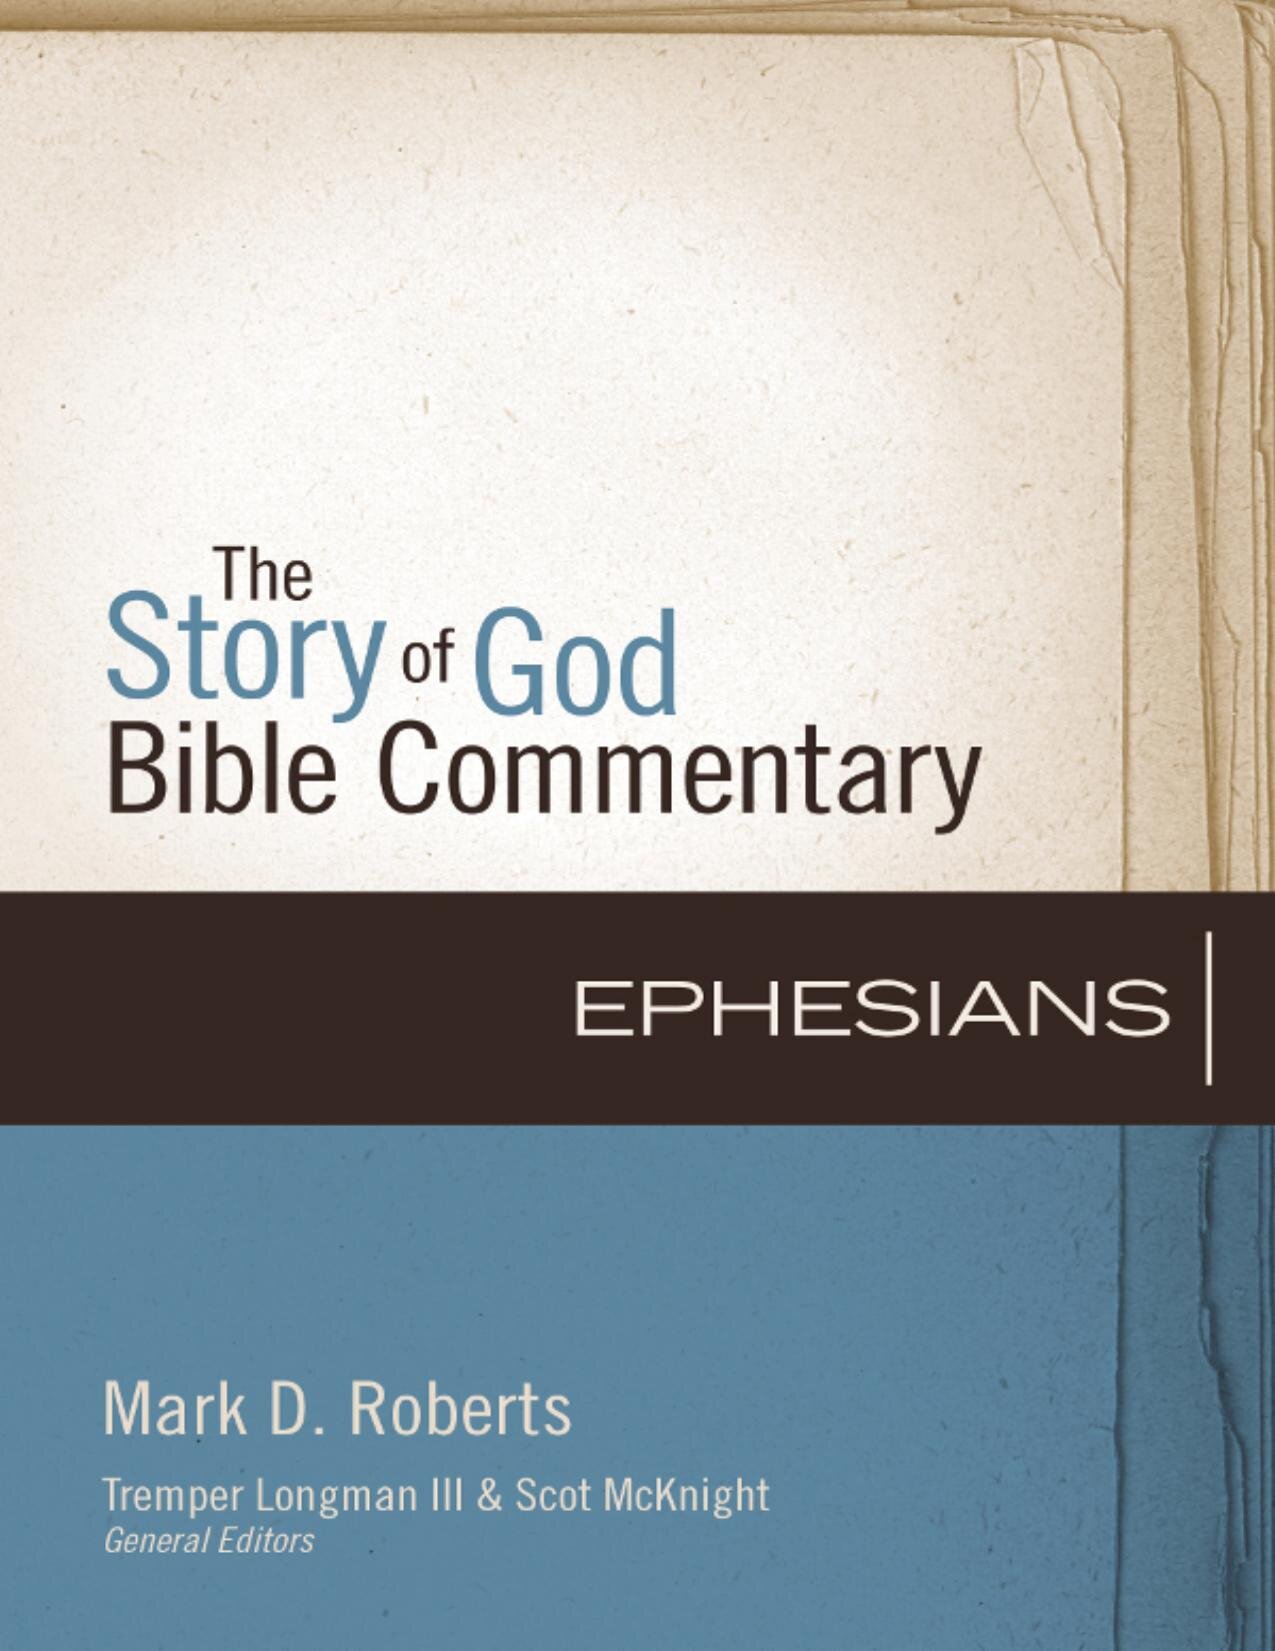 The
Story of God
Bible Commentary
EPHESIANS
Mark D. Roberts
Tremper Longman III & Scot McKnight
General Editors